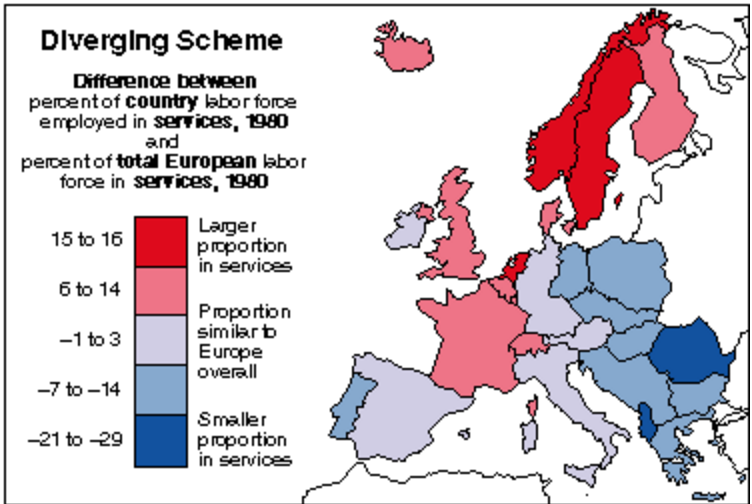 Diverging Scheme
Difference between
percent of country labor force
employed in services, 1980
and
percent of total European labor
force in services, 1980
15 to 16
Larger
proportion
in services
6 to 14
–1 to 3
Proportion
similar to
Europe
overall
–7 to –14
–21 to –29
Smaller
proportion
in services